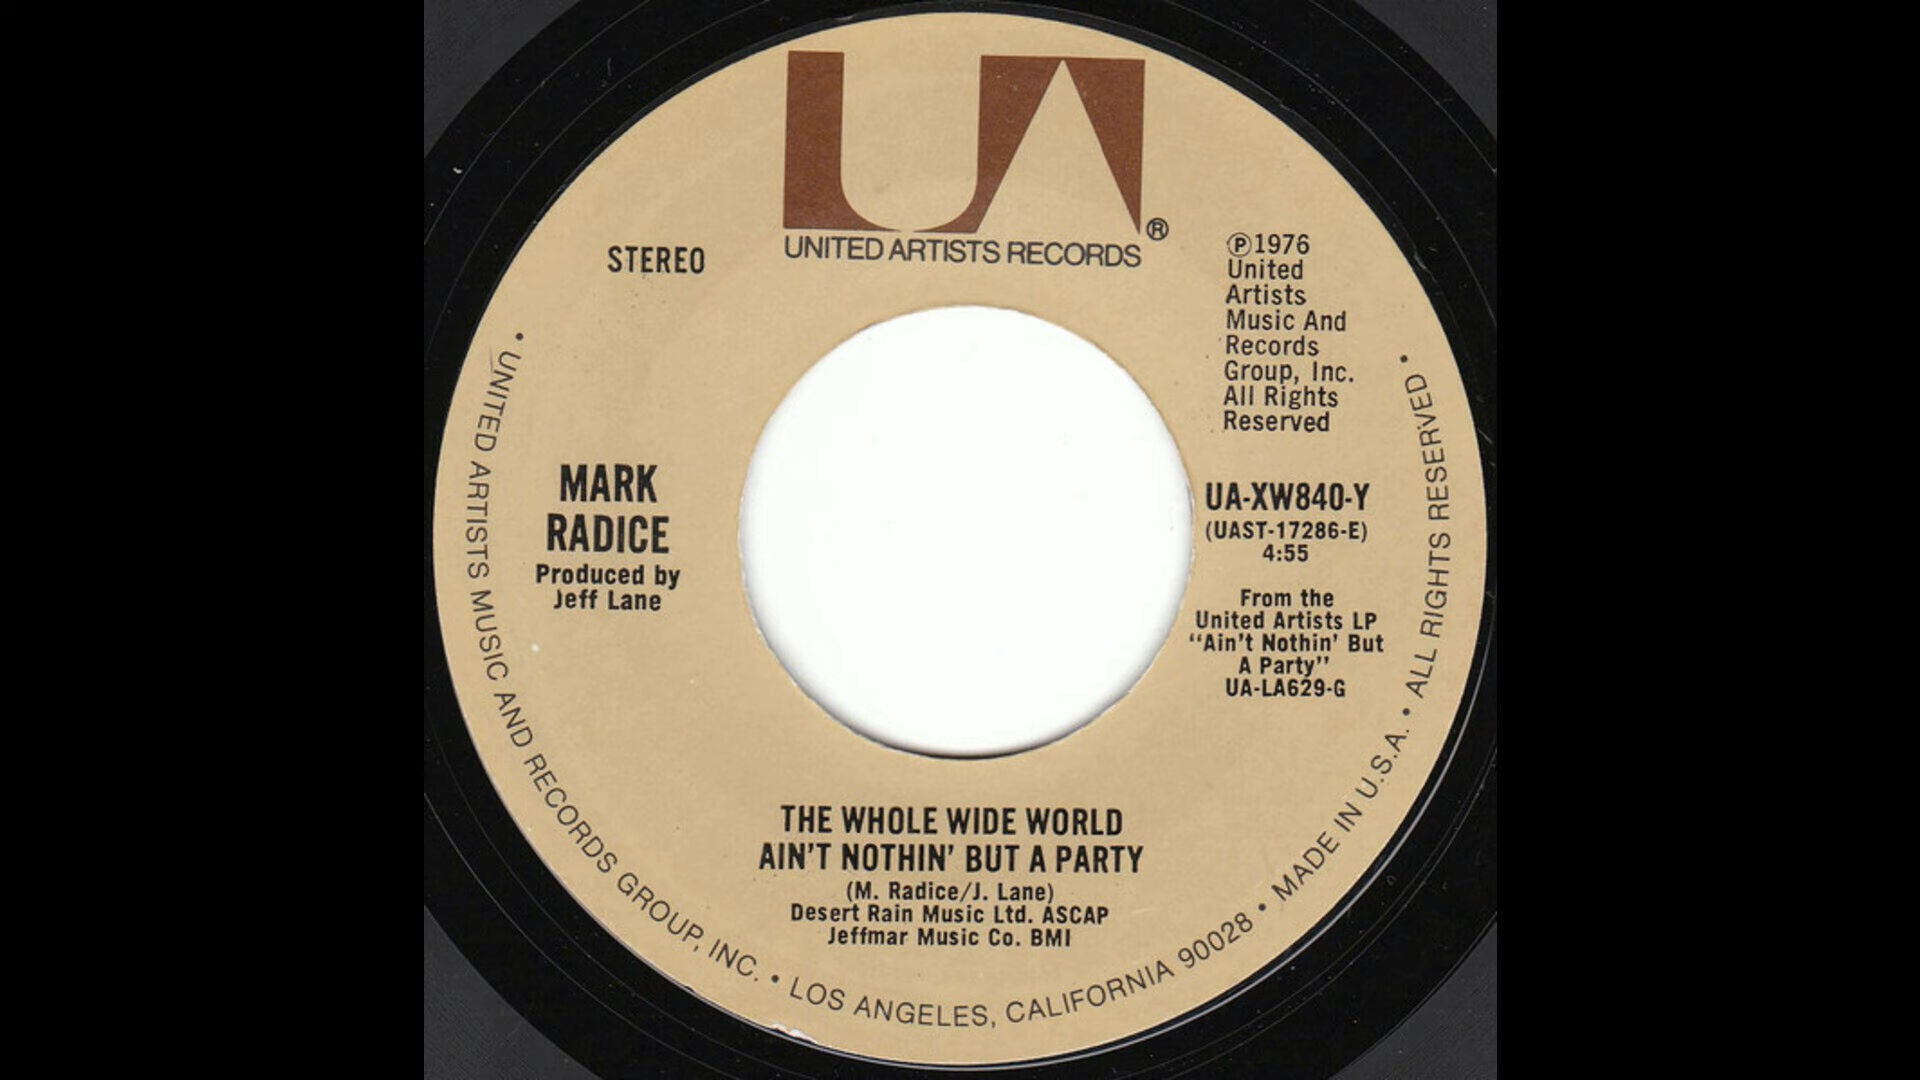 UA®
UNITED ARTISTS RECORDS
STEREO
℗1976
United
Artists
Music And
Records
Group, Inc.
All Rights
Reserved
MARK
RADICE
Produced by
Jeff Lane
UA-XW840-Y
(UAST-17286-E)
4:55
From the
United Artists LP
"Ain't Nothin' But
A Party"
UA-LA629-G
THE WHOLE WIDE WORLD
AIN'T NOTHIN' BUT A PARTY
(M. Radice/J. Lane)
Desert Rain Music Ltd. ASCAP
Jeffmar Music Co. BMI
• UNITED ARTISTS MUSIC AND RECORDS GROUP, INC. • LOS ANGELES, CALIFORNIA 90028 • MADE IN U.S.A. • ALL RIGHTS RESERVED •